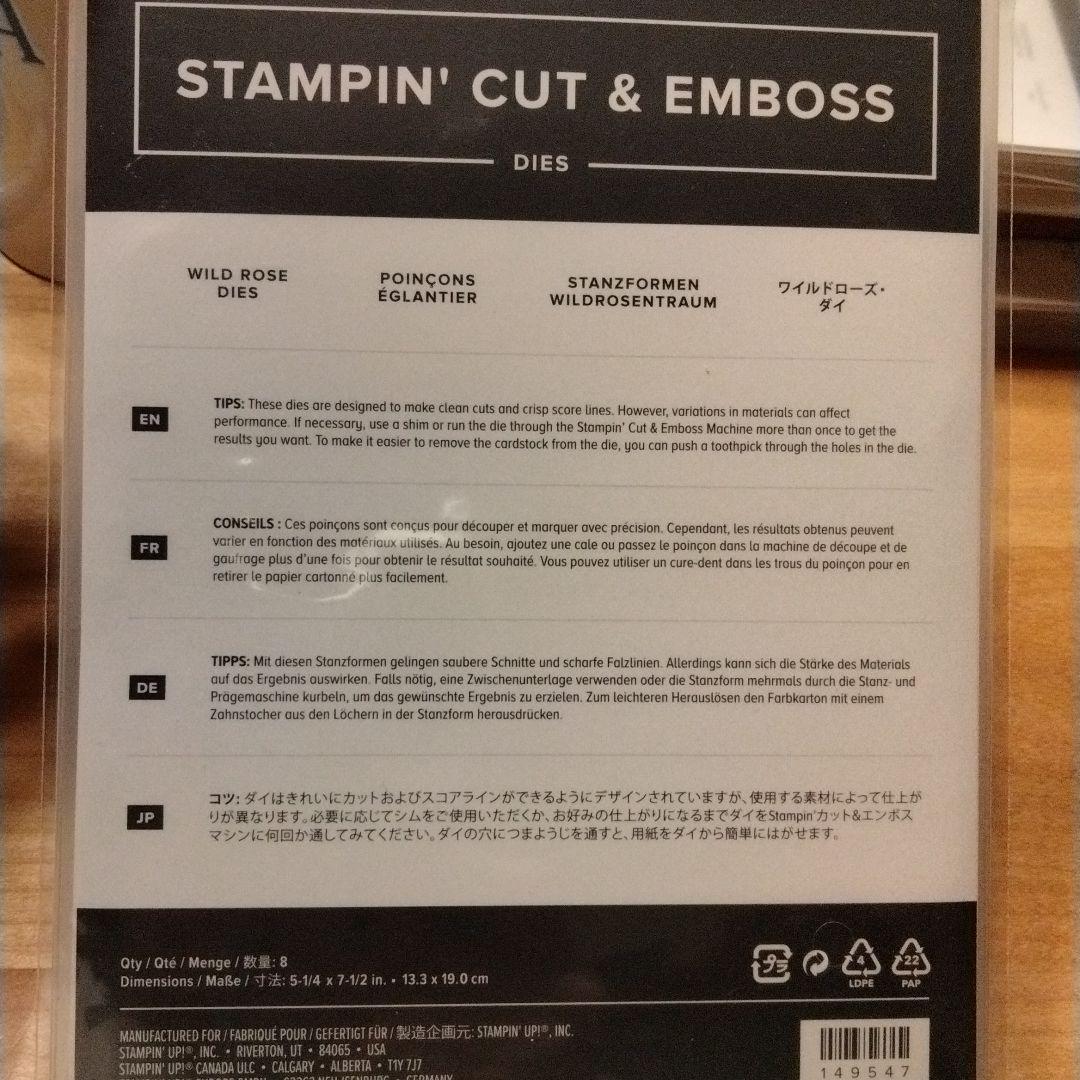 A
STAMPIN' CUT & EMBOSS
DIES
WILD ROSE
DIES
POINÇONS
ÉGLANTIER
STANZFORMEN
WILDROSENTRAUM
ワイルドローズ・
ダイ
EN
TIPS: These dies are designed to make clean cuts and crisp score lines. However, variations in materials can affect
performance. If necessary, use a shim or run the die through the Stampin' Cut & Emboss Machine more than once to get the
results you want. To make it easier to remove the cardstock from the die, you can push a toothpick through the holes in the die.
FR
CONSEILS : Ces poinçons sont conçus pour découper et marquer avec précision. Cependant, les résultats obtenus peuvent
varier en fonction des matériaux utilisés. Au besoin, ajoutez une cale ou passez le poinçon dans la machine de découpe et de
gaufrage plus d'une fois pour obtenir le résultat souhaité. Vous pouvez utiliser un cure-dent dans les trous du poinçon pour en
retirer le papier cartonné plus facilement.
DE
TIPPS: Mit diesen Stanzformen gelingen saubere Schnitte und scharfe Falzlinien. Allerdings kann sich die Stärke des Materials
auf das Ergebnis auswirken. Falls nötig, eine Zwischenunterlage verwenden oder die Stanzform mehrmals durch die Stanz- und
Prägemaschine kurbeln, um das gewünschte Ergebnis zu erzielen. Zum leichteren Herauslösen den Farbkarton mit einem
Zahnstocher aus den Löchern in der Stanzform herausdrücken.
JP
コツ: ダイはきれいにカットおよびスコアラインができるようにデザインされていますが、使用する素材によって仕上が
りが異なります。必要に応じてシムをご使用いただくか、お好みの仕上がりになるまでダイをStampin'カット&エンボス
マシンに何回か通してみてください。ダイの穴につまようじを通すと、用紙をダイから簡単にはがせます。
Qty / Qté / Menge / 数量: 8
Dimensions / Maße / 寸法: 5-1/4 x 7-1/2 in. • 13.3 x 19.0 cm
プラ
4
LDPE
22
PAP
MANUFACTURED FOR / FABRIQUÉ POUR / GEFERTIGT FÜR / 製造企画元: STAMPIN' UP!®, INC.
STAMPIN' UP!®, INC. • RIVERTON, UT • 84065 • USA
STAMPIN' UP!® CANADA ULC • CALGARY • ALBERTA • T1Y 7J7
149547